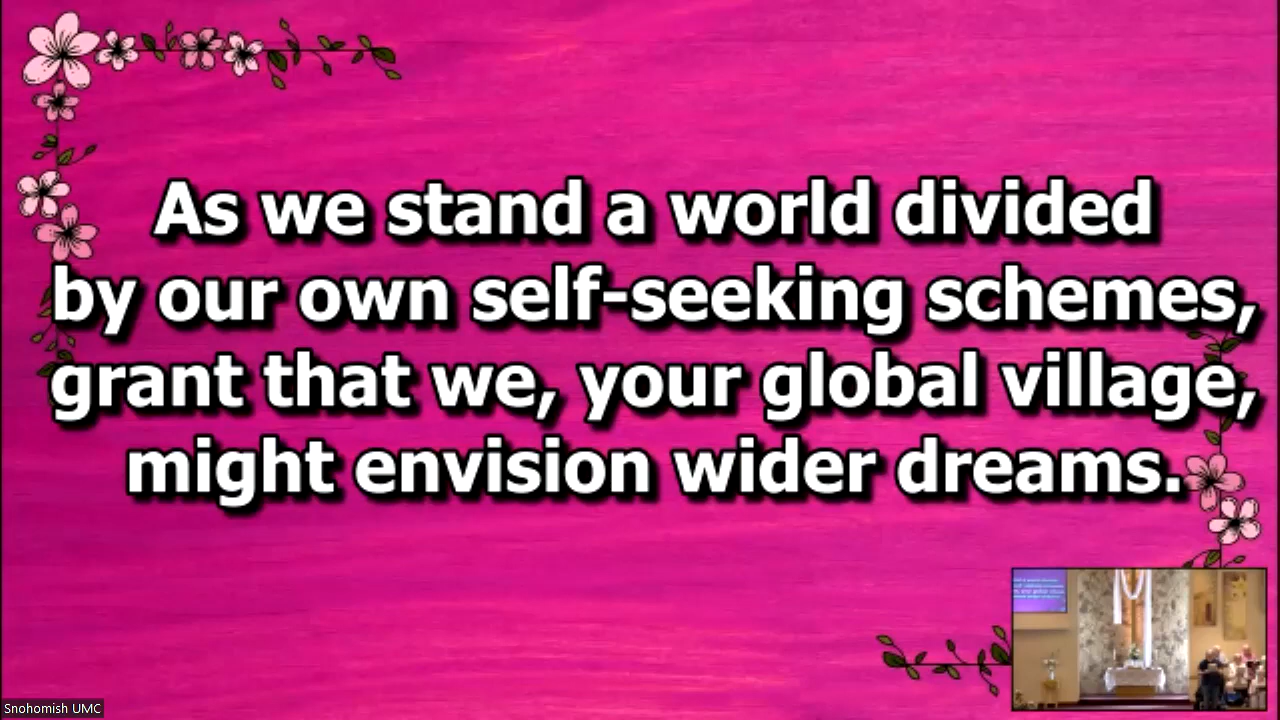 As we stand a world divided
by our own self-seeking schemes,
grant that we, your global village,
might envision wider dreams.
Snohomish UMC